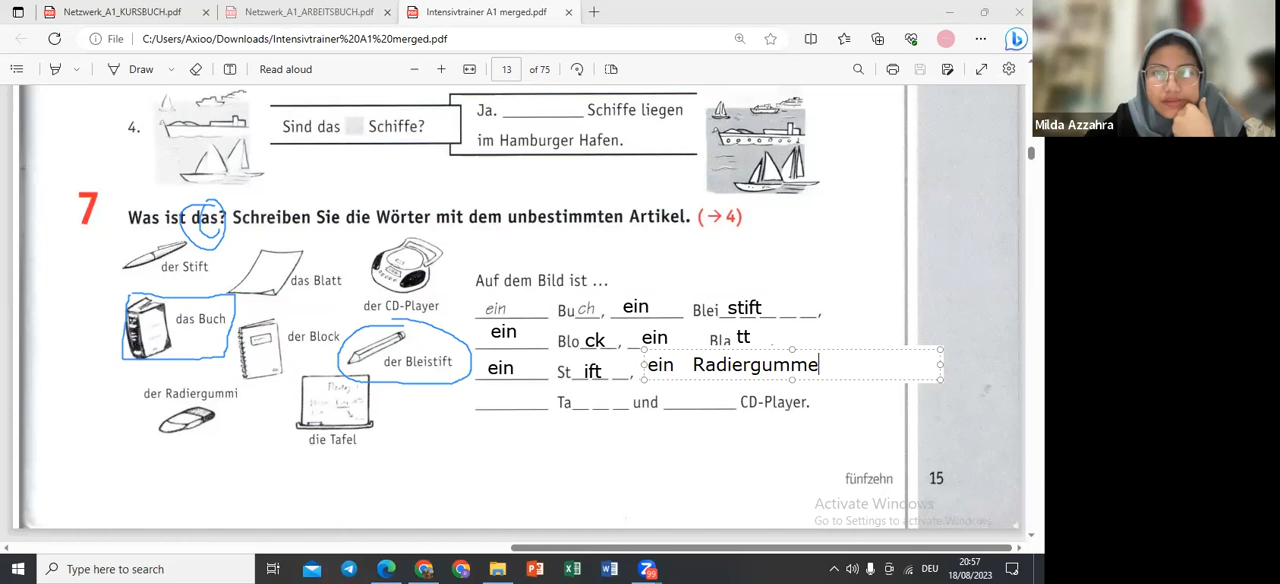 Netzwerk_A1_KURSBUCH.pdf
Netzwerk_A1_ARBEITSBUCH.pdf
Intensivtrainer A1 merged.pdf
File
C:/Users/Axioo/Downloads/Intensivtrainer%20A1%20merged.pdf
Draw
Read aloud
13 of 75
4.
Sind das Schiffe?
Ja. ________ Schiffe liegen
im Hamburger Hafen.
7 Was ist das? Schreiben Sie die Wörter mit dem unbestimmten Artikel. (→ 4)
der Stift
das Blatt
der CD-Player
das Buch
der Block
der Bleistift
der Radiergummi
die Tafel
Auf dem Bild ist ...
ein Buch, ein Bleistift _ _ _,
ein Block, ein Blatt
ein Stift _, ein Radiergumme
_______ Ta_ _ _ und _______ CD-Player.
fünfzehn 15
Activate Windows
Go to Settings to activate Windows.
Milda Azzahra
Type here to search
99
DEU
20:57
18/08/2023